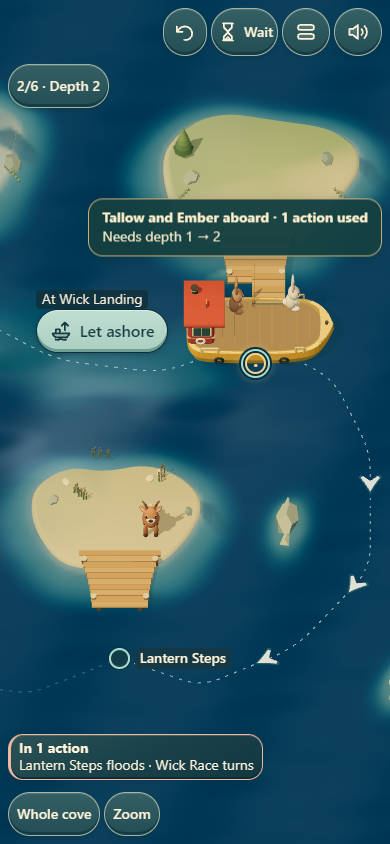 Wait
2/6 · Depth 2
Tallow and Ember aboard · 1 action used
Needs depth 1 → 2
At Wick Landing
Let ashore
Lantern Steps
In 1 action
Lantern Steps floods · Wick Race turns
Whole cove
Zoom